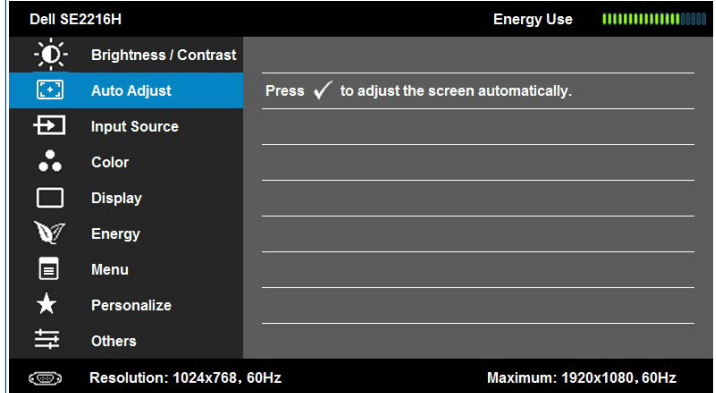 Dell SE2216H Energy Use
Brightness / Contrast
Auto Adjust Press ✓ to adjust the screen automatically.
Input Source
Color
Display
Energy
Menu
Personalize
Others
Resolution: 1024x768, 60Hz Maximum: 1920x1080, 60Hz